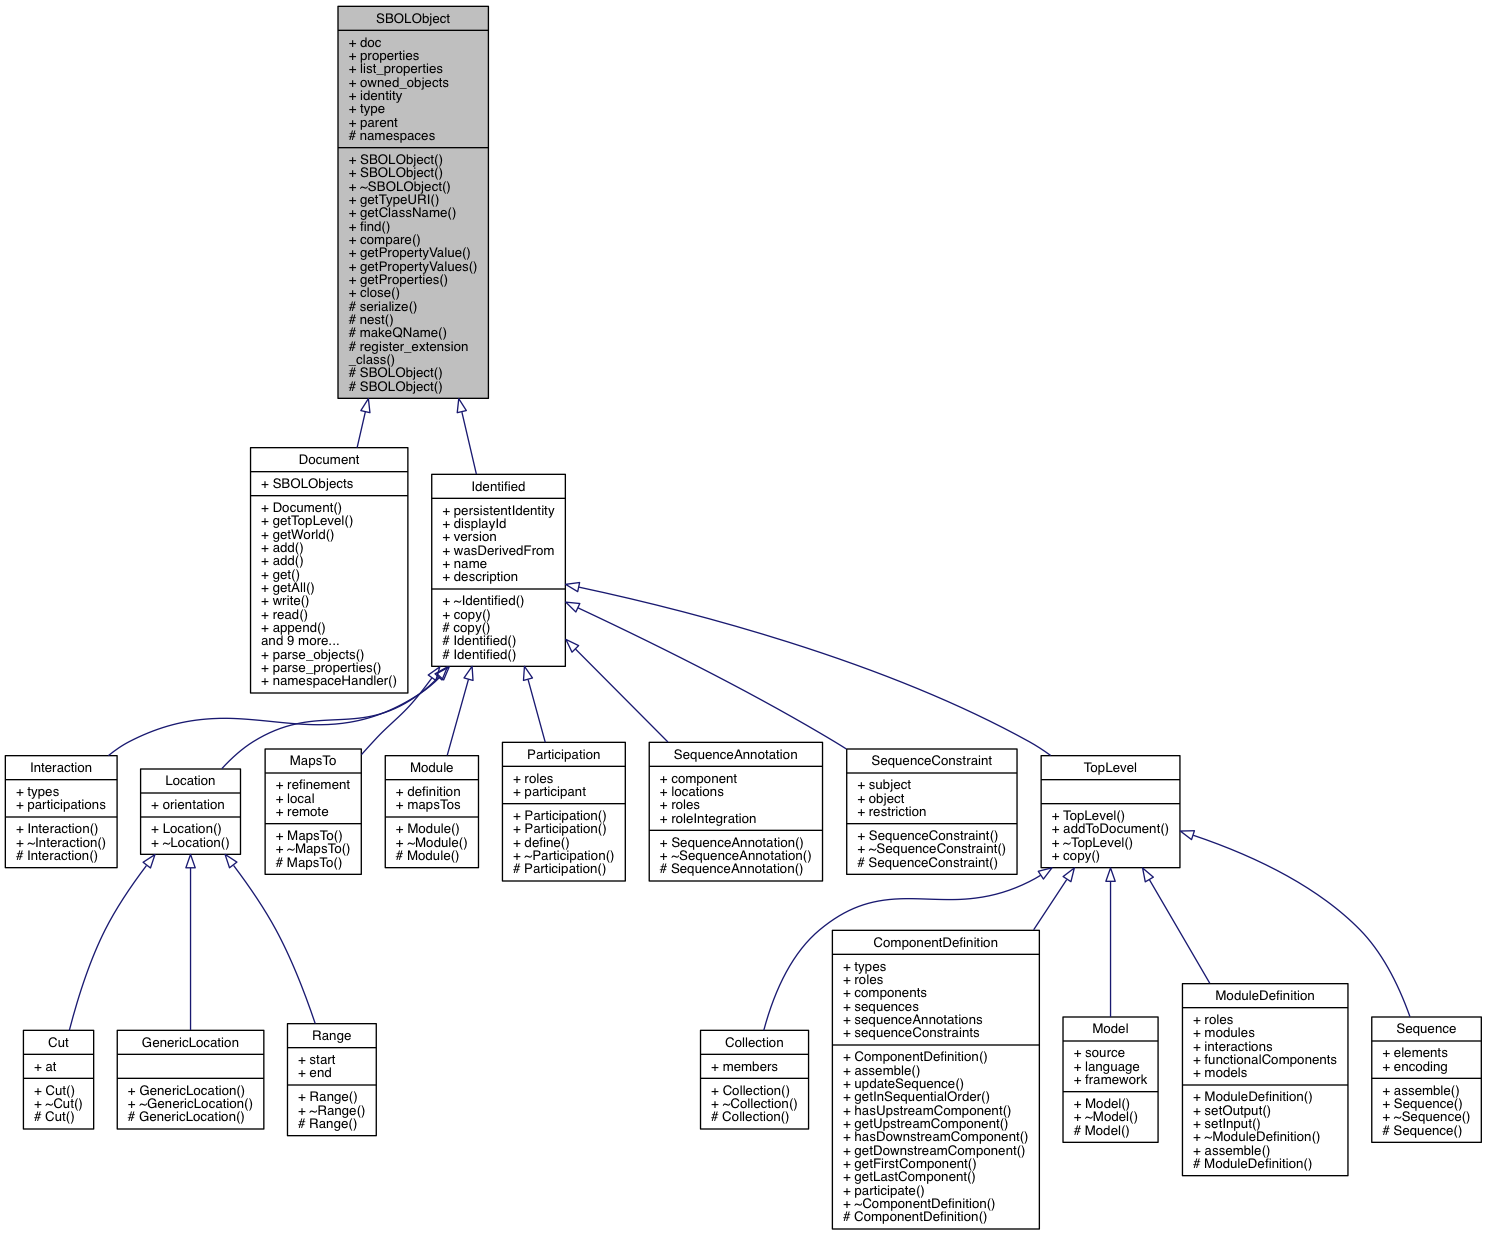 SBOLObject
+ doc
+ properties
+ list_properties
+ owned_objects
+ identity
+ type
+ parent
# namespaces
+ SBOLObject()
+ SBOLObject()
+ ~SBOLObject()
+ getTypeURI()
+ getClassName()
+ find()
+ compare()
+ getPropertyValue()
+ getPropertyValues()
+ getProperties()
+ close()
# serialize()
# nest()
# makeQName()
# register_extension
_class()
# SBOLObject()
# SBOLObject()
Document
+ SBOLObjects
+ Document()
+ getTopLevel()
+ getWorld()
+ add()
+ add()
+ get()
+ getAll()
+ write()
+ read()
+ append()
and 9 more...
+ parse_objects()
+ parse_properties()
+ namespaceHandler()
Identified
+ persistentIdentity
+ displayId
+ version
+ wasDerivedFrom
+ name
+ description
+ ~Identified()
+ copy()
# copy()
# Identified()
# Identified()
Interaction
+ types
+ participations
+ Interaction()
+ ~Interaction()
# Interaction()
Location
+ orientation
+ Location()
+ ~Location()
MapsTo
+ refinement
+ local
+ remote
+ MapsTo()
+ ~MapsTo()
# MapsTo()
Module
+ definition
+ mapsTos
+ Module()
+ ~Module()
# Module()
Participation
+ roles
+ participant
+ Participation()
+ Participation()
+ define()
+ ~Participation()
# Participation()
SequenceAnnotation
+ component
+ locations
+ roles
+ roleIntegration
+ SequenceAnnotation()
+ ~SequenceAnnotation()
# SequenceAnnotation()
SequenceConstraint
+ subject
+ object
+ restriction
+ SequenceConstraint()
+ ~SequenceConstraint()
# SequenceConstraint()
TopLevel
+ TopLevel()
+ addToDocument()
+ ~TopLevel()
+ copy()
Cut
+ at
+ Cut()
+ ~Cut()
# Cut()
GenericLocation
+ GenericLocation()
+ ~GenericLocation()
# GenericLocation()
Range
+ start
+ end
+ Range()
+ ~Range()
# Range()
Collection
+ members
+ Collection()
+ ~Collection()
# Collection()
ComponentDefinition
+ types
+ roles
+ components
+ sequences
+ sequenceAnnotations
+ sequenceConstraints
+ ComponentDefinition()
+ assemble()
+ updateSequence()
+ getInSequentialOrder()
+ hasUpstreamComponent()
+ getUpstreamComponent()
+ hasDownstreamComponent()
+ getDownstreamComponent()
+ getFirstComponent()
+ getLastComponent()
+ participate()
+ ~ComponentDefinition()
# ComponentDefinition()
Model
+ source
+ language
+ framework
+ Model()
+ ~Model()
# Model()
ModuleDefinition
+ roles
+ modules
+ interactions
+ functionalComponents
+ models
+ ModuleDefinition()
+ setOutput()
+ setInput()
+ ~ModuleDefinition()
+ assemble()
# ModuleDefinition()
Sequence
+ elements
+ encoding
+ assemble()
+ Sequence()
+ ~Sequence()
# Sequence()